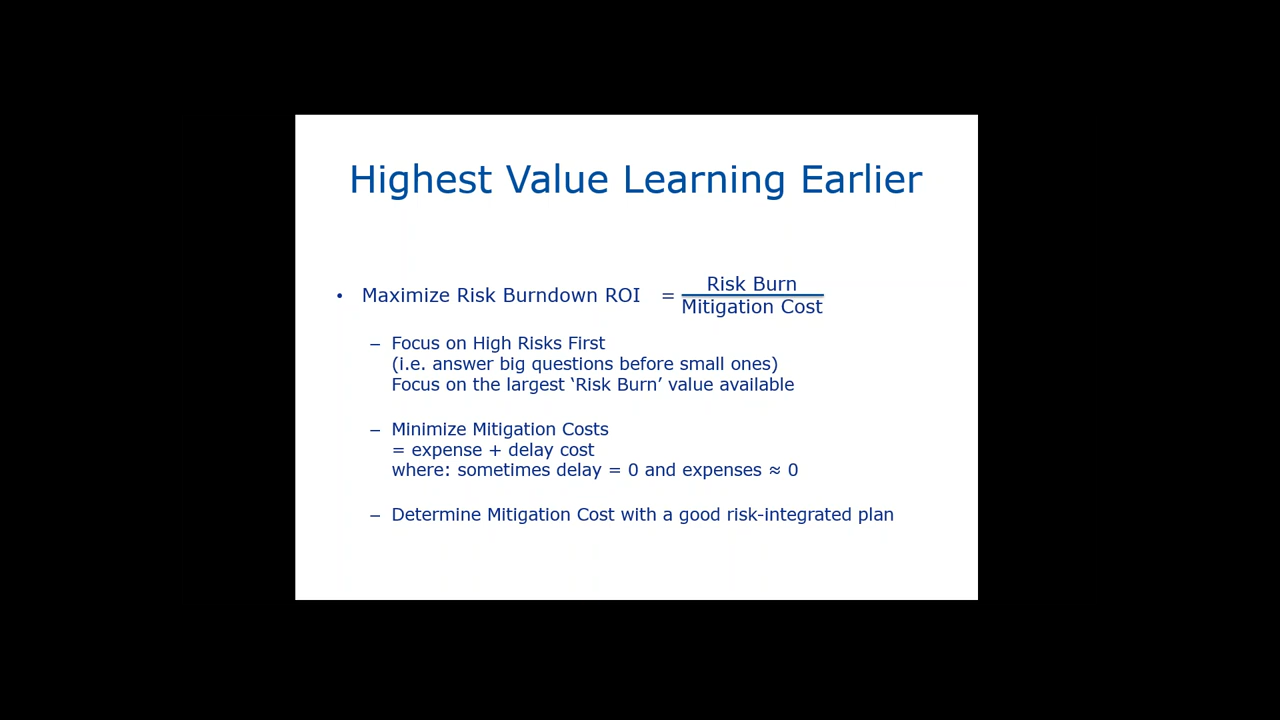 Highest Value Learning Earlier
• Maximize Risk Burndown ROI = Risk Burn
Mitigation Cost
– Focus on High Risks First
(i.e. answer big questions before small ones)
Focus on the largest ‘Risk Burn’ value available
– Minimize Mitigation Costs
= expense + delay cost
where: sometimes delay = 0 and expenses ≈ 0
– Determine Mitigation Cost with a good risk-integrated plan